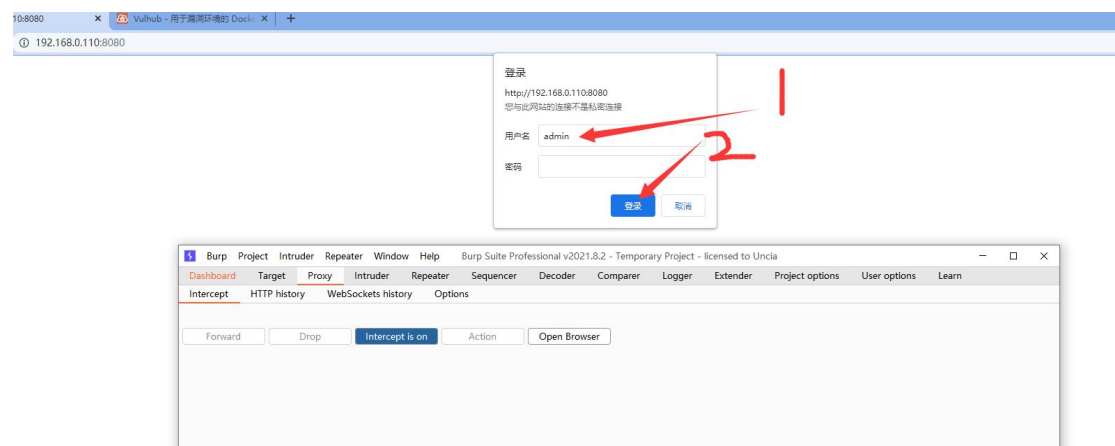 10:8080
Vulhub - 用于漏洞环境的 Docke
192.168.0.110:8080
登录
http://192.168.0.110:8080
您与此网站的连接不是私密连接
用户名 admin
密码
登录 取消
1
2
Burp Project Intruder Repeater Window Help Burp Suite Professional v2021.8.2 - Temporary Project - licensed to Uncia
Dashboard Target Proxy Intruder Repeater Sequencer Decoder Comparer Logger Extender Project options User options Learn
Intercept HTTP history WebSockets history Options
Forward Drop Intercept is on Action Open Browser